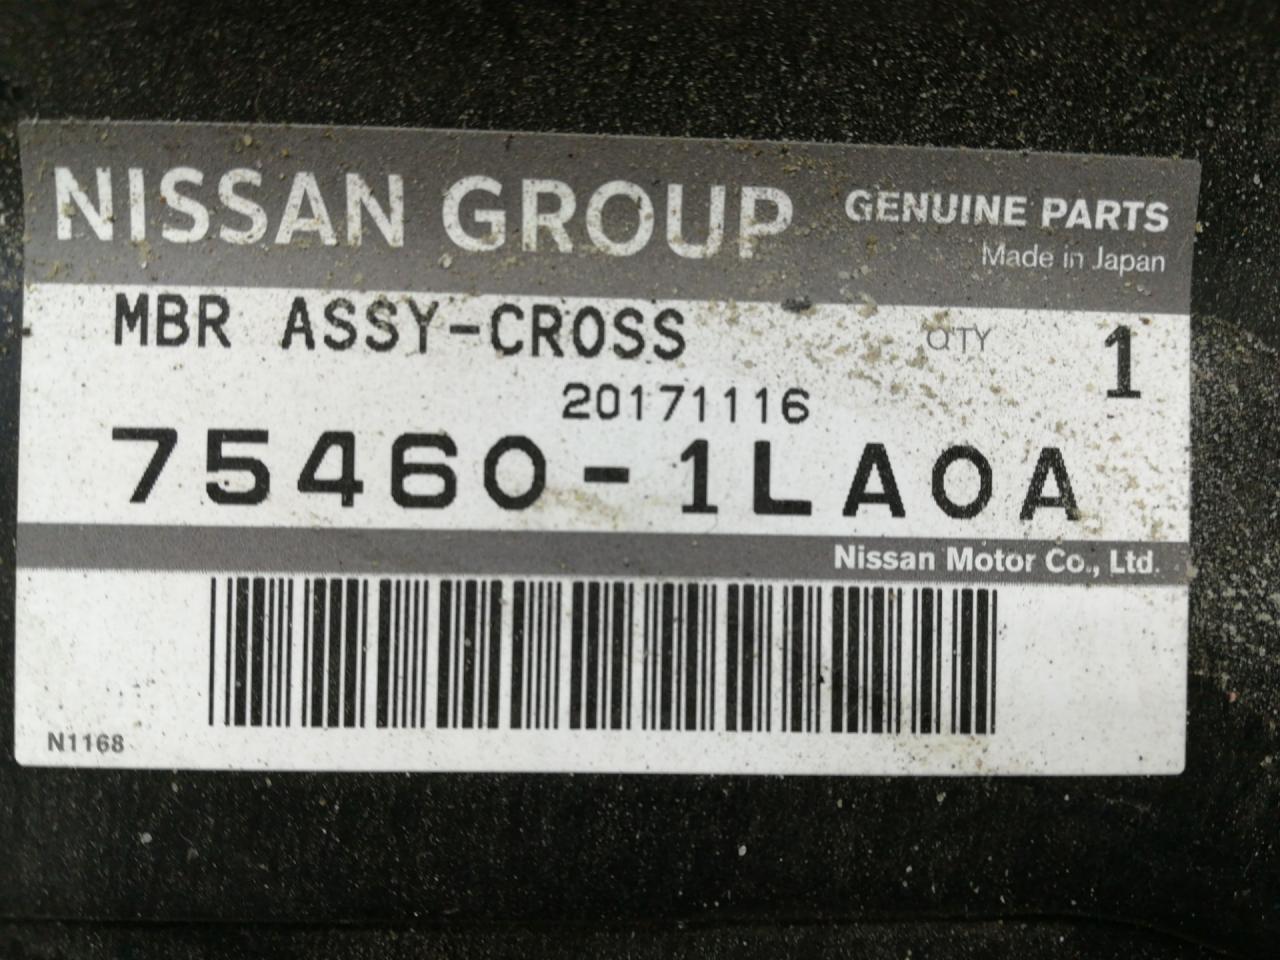 NISSAN GROUP GENUINE PARTS
Made in Japan
MBR ASSY-CROSS QTY 1
20171116
75460-1LA0A
Nissan Motor Co., Ltd.
N1168